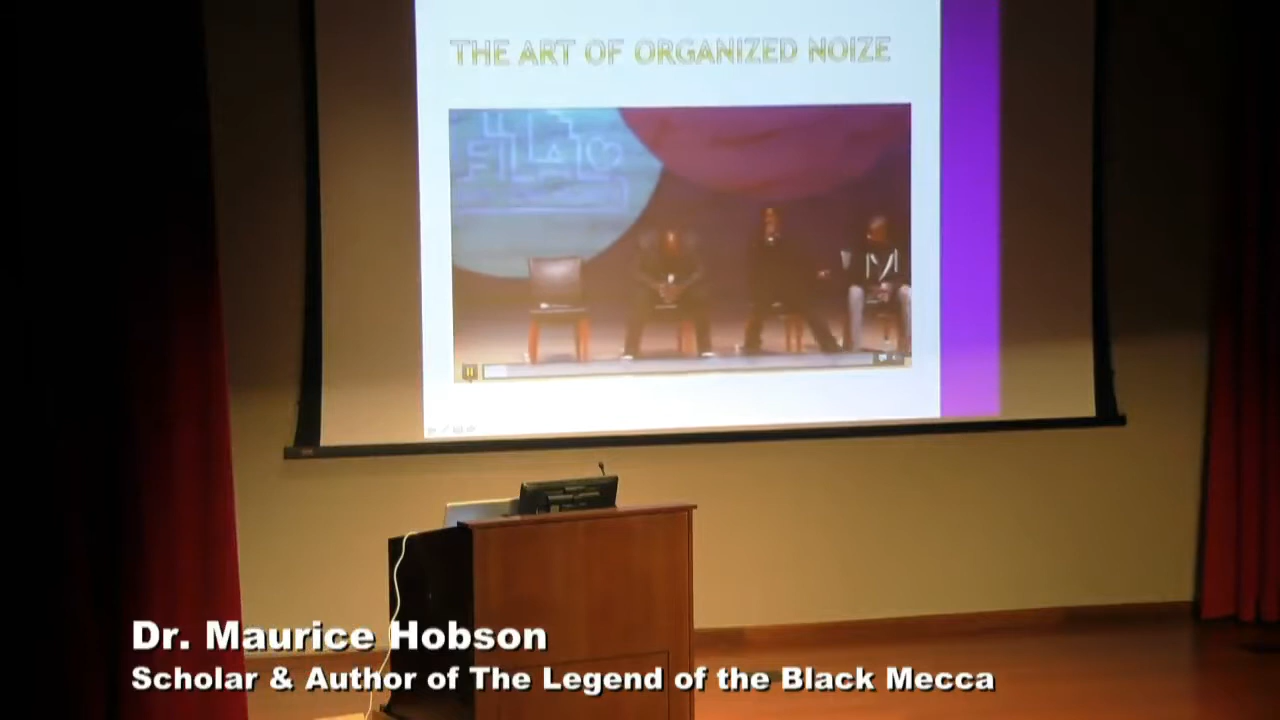 THE ART OF ORGANIZED NOIZE
Dr. Maurice Hobson
Scholar & Author of The Legend of the Black Mecca